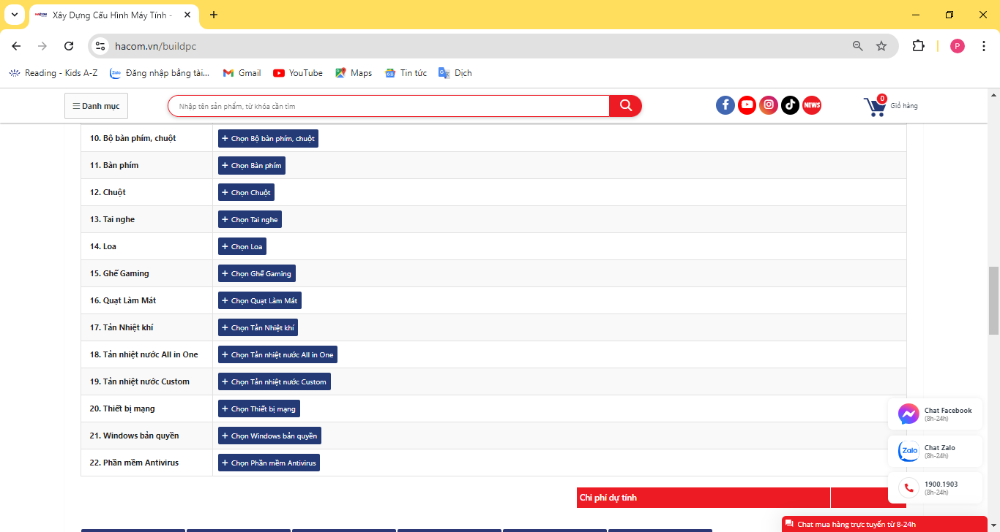 Xây Dựng Cấu Hình Máy Tính -
hacom.vn/buildpc
Reading - Kids A-Z
Đăng nhập bằng tài...
Gmail
YouTube
Maps
Tin tức
Dịch
Danh mục
Nhập tên sản phẩm, từ khóa cần tìm
NEWS
0
Giỏ hàng
10. Bộ bàn phím, chuột
+ Chọn Bộ bàn phím, chuột
11. Bàn phím
+ Chọn Bàn phím
12. Chuột
+ Chọn Chuột
13. Tai nghe
+ Chọn Tai nghe
14. Loa
+ Chọn Loa
15. Ghế Gaming
+ Chọn Ghế Gaming
16. Quạt Làm Mát
+ Chọn Quạt Làm Mát
17. Tản Nhiệt khí
+ Chọn Tản Nhiệt khí
18. Tản nhiệt nước All in One
+ Chọn Tản nhiệt nước All in One
19. Tản nhiệt nước Custom
+ Chọn Tản nhiệt nước Custom
20. Thiết bị mạng
+ Chọn Thiết bị mạng
21. Windows bản quyền
+ Chọn Windows bản quyền
22. Phần mềm Antivirus
+ Chọn Phần mềm Antivirus
Chi phí dự tính
Chat Facebook
(8h-24h)
Zalo
Chat Zalo
(8h-24h)
1900.1903
(8h-24h)
Chat mua hàng trực tuyến từ 8-24h
P